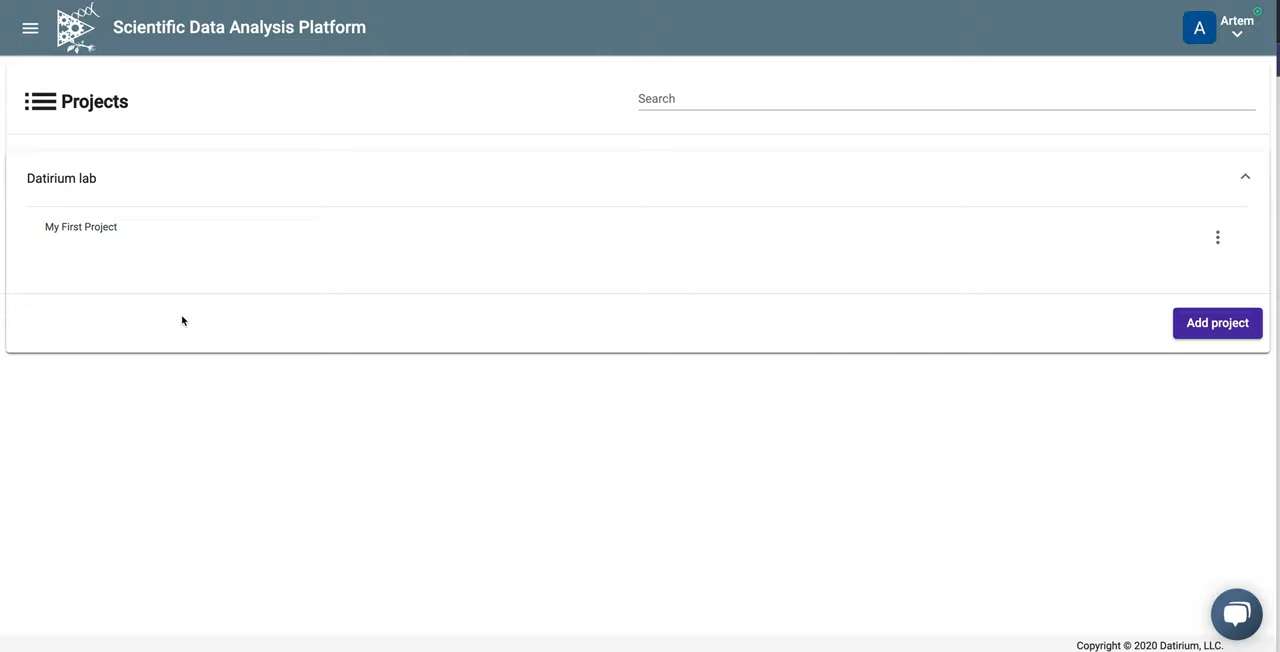 Scientific Data Analysis Platform
A
Artem
Projects
Search
Datirium lab
My First Project
Add project
Copyright © 2020 Datirium, LLC.